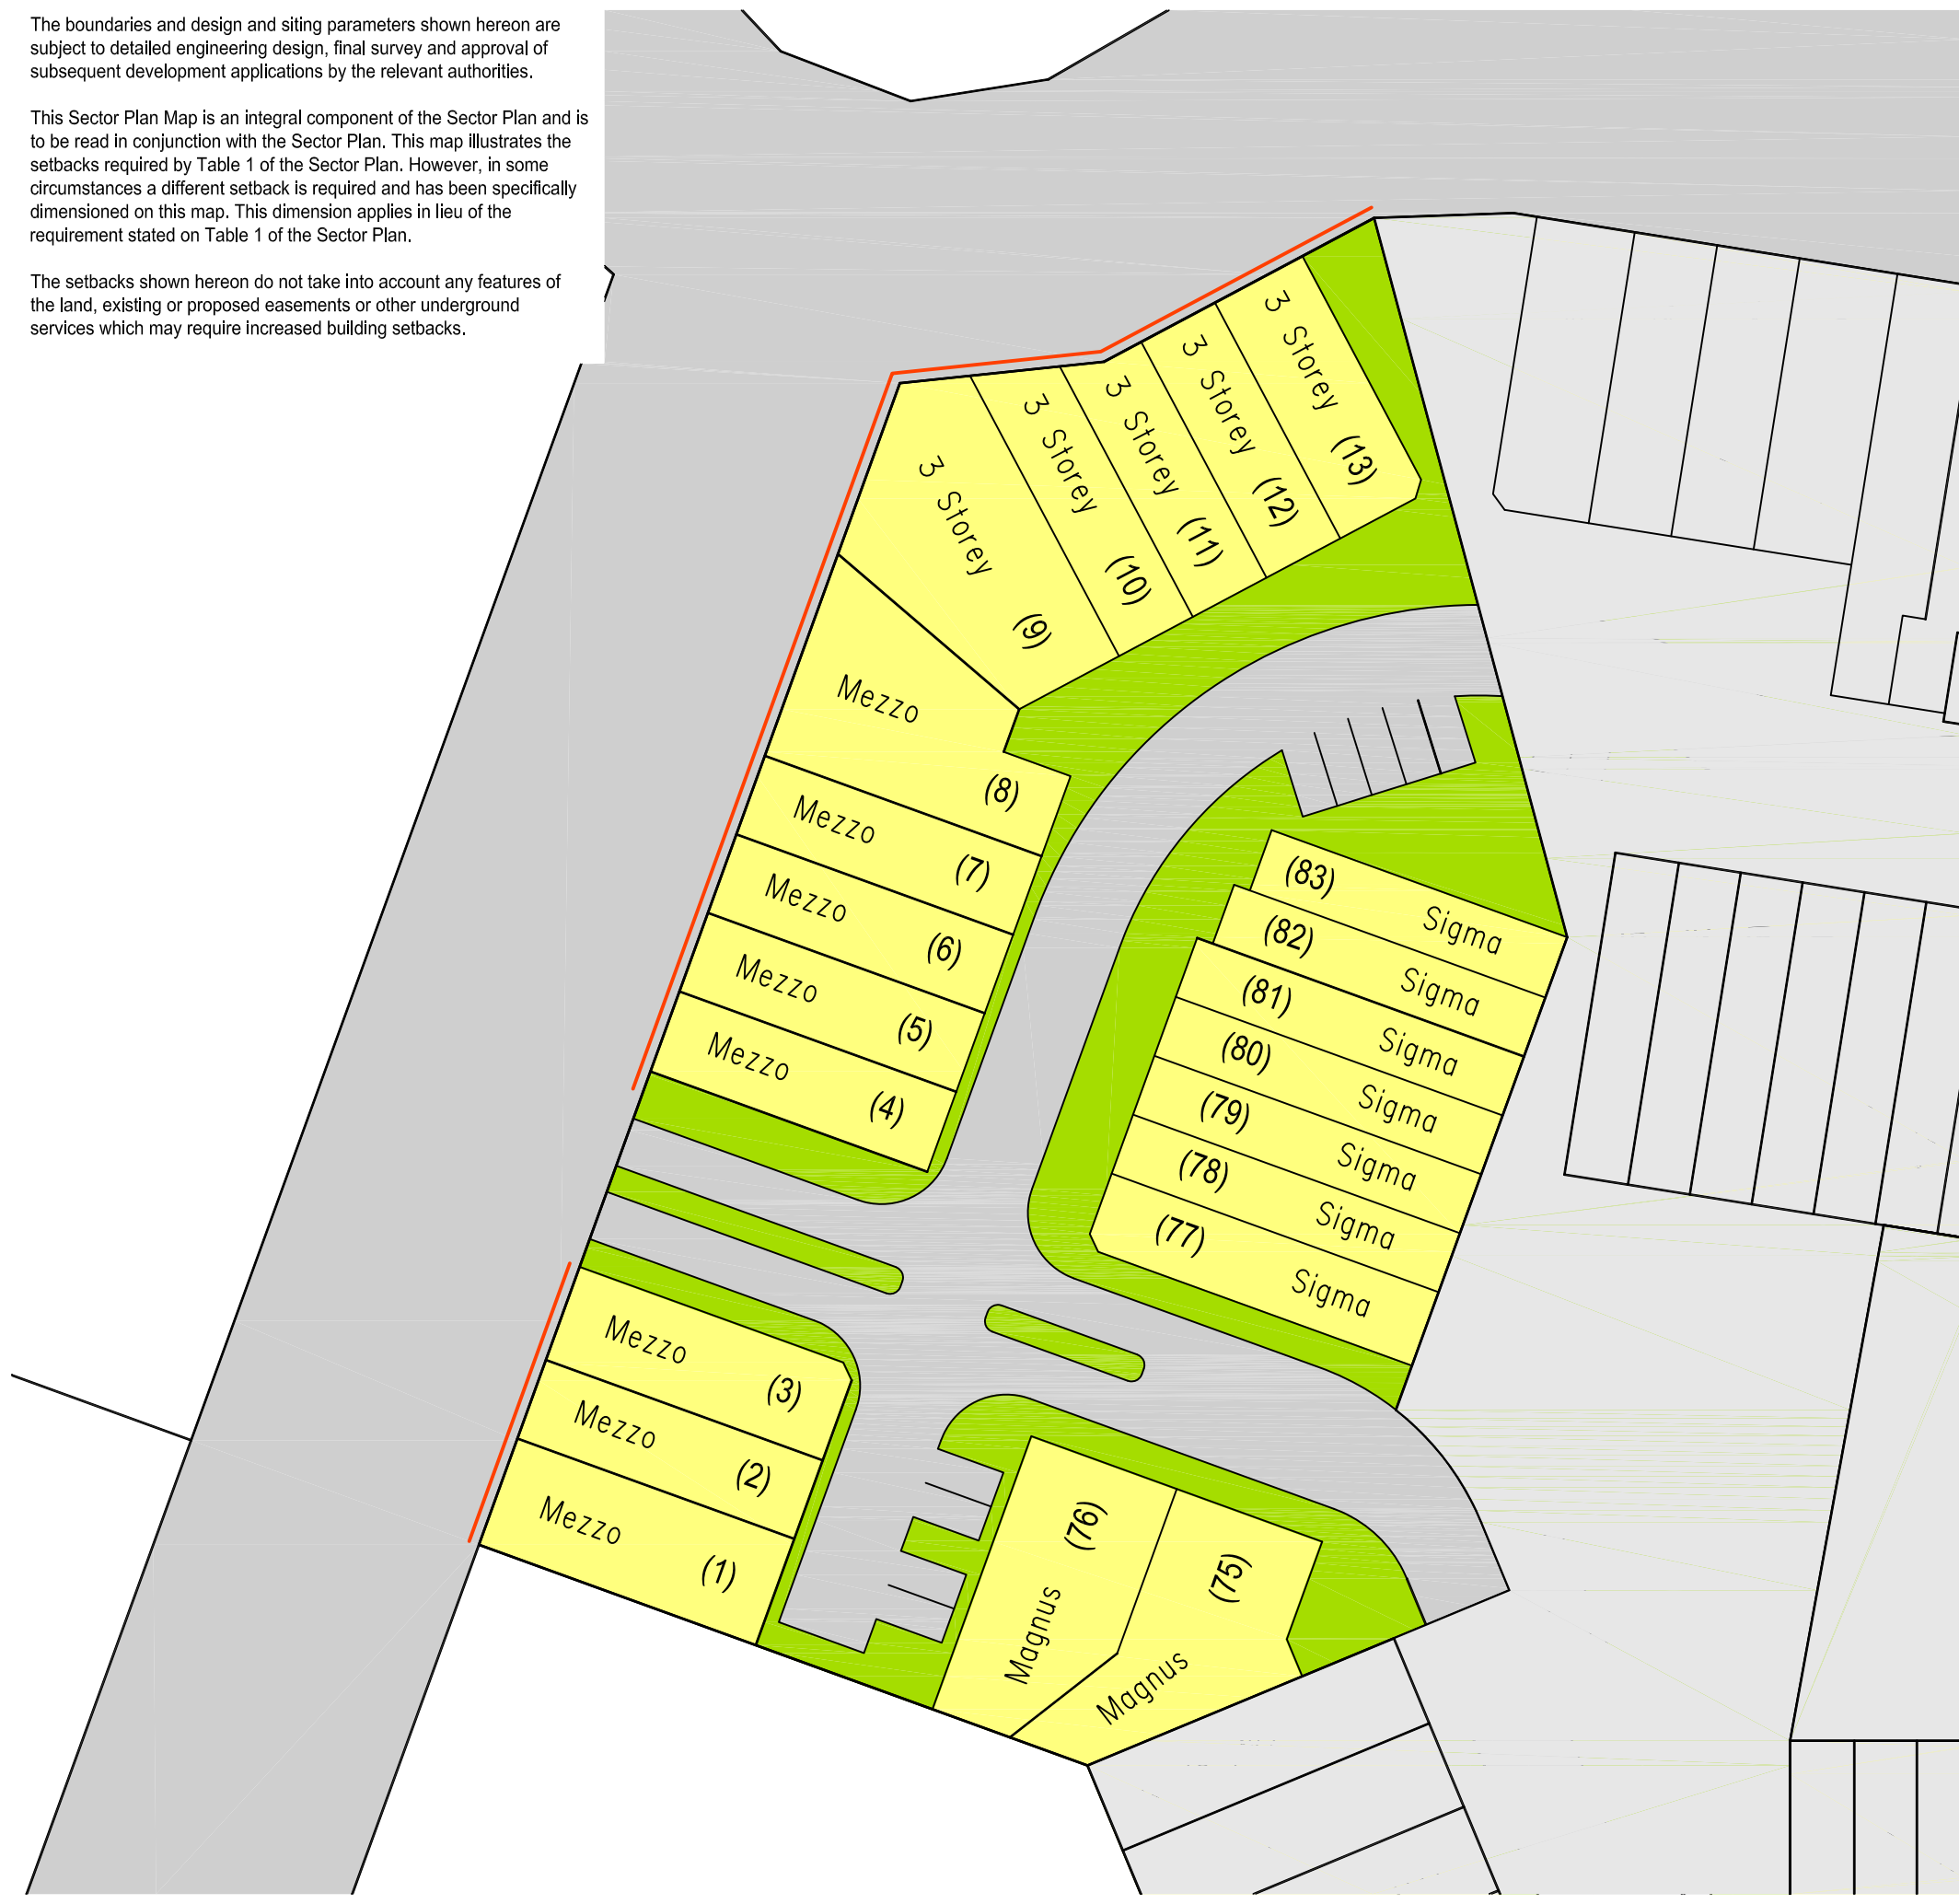 The boundaries and design and siting parameters shown hereon are
subject to detailed engineering design, final survey and approval of
subsequent development applications by the relevant authorities.
This Sector Plan Map is an integral component of the Sector Plan and is
to be read in conjunction with the Sector Plan. This map illustrates the
setbacks required by Table 1 of the Sector Plan. However, in some
circumstances a different setback is required and has been specifically
dimensioned on this map. This dimension applies in lieu of the
requirement stated on Table 1 of the Sector Plan.
The setbacks shown hereon do not take into account any features of
the land, existing or proposed easements or other underground
services which may require increased building setbacks.
3 Storey (13)
3 Storey (12)
3 Storey (11)
3 Storey (10)
3 Storey (9)
Mezzo (8)
Mezzo (7)
Mezzo (6)
Mezzo (5)
Mezzo (4)
(83) Sigma
(82) Sigma
(81) Sigma
(80) Sigma
(79) Sigma
(78) Sigma
(77) Sigma
Mezzo (3)
Mezzo (2)
Mezzo (1)
Magnus (76)
Magnus (75)